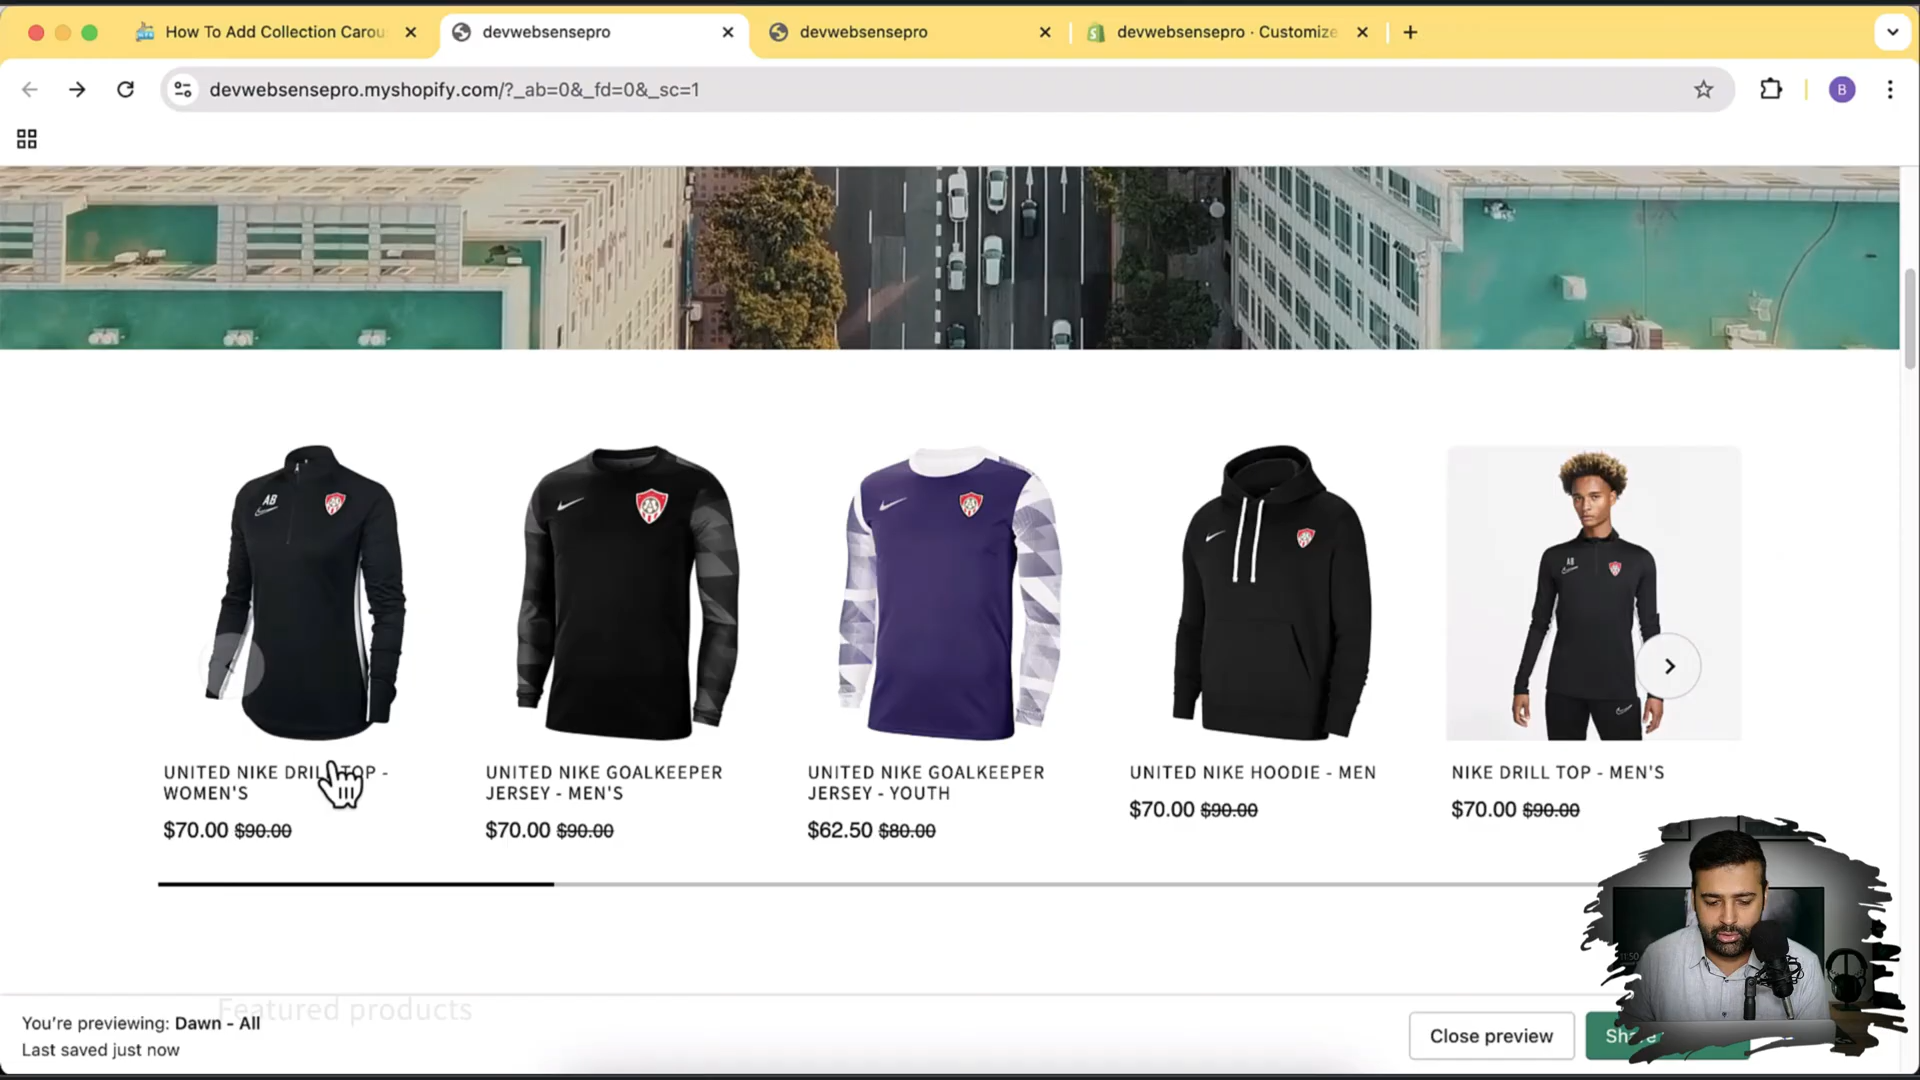 How To Add Collection Carou
devwebsensepro
devwebsensepro
devwebsensepro · Customize
devwebsensepro.myshopify.com/?_ab=0&_fd=0&_sc=1
B
AB
AB
UNITED NIKE DRILL TOP -
WOMEN'S
$70.00 $90.00
UNITED NIKE GOALKEEPER
JERSEY - MEN'S
$70.00 $90.00
UNITED NIKE GOALKEEPER
JERSEY - YOUTH
$62.50 $80.00
UNITED NIKE HOODIE - MEN
$70.00 $90.00
NIKE DRILL TOP - MEN'S
$70.00 $90.00
Featured products
You're previewing: Dawn - All
Last saved just now
Close preview
Share